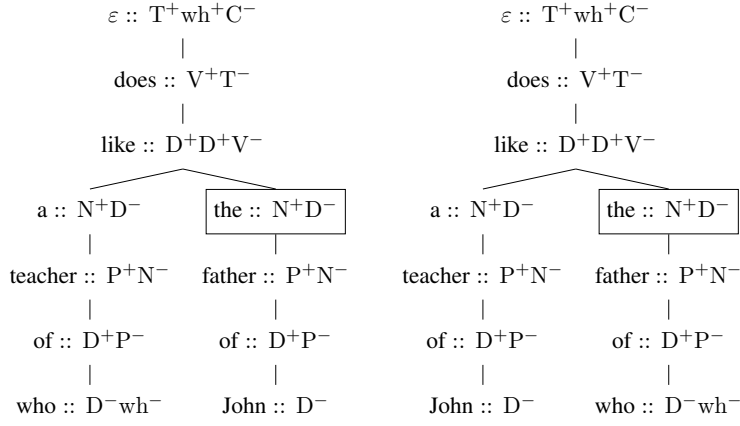 ε :: T⁺wh⁺C⁻ ε :: T⁺wh⁺C⁻
does :: V⁺T⁻ does :: V⁺T⁻
like :: D⁺D⁺V⁻ like :: D⁺D⁺V⁻
a :: N⁺D⁻ the :: N⁺D⁻ a :: N⁺D⁻ the :: N⁺D⁻
teacher :: P⁺N⁻ father :: P⁺N⁻ teacher :: P⁺N⁻ father :: P⁺N⁻
of :: D⁺P⁻ of :: D⁺P⁻ of :: D⁺P⁻ of :: D⁺P⁻
who :: D⁻wh⁻ John :: D⁻ John :: D⁻ who :: D⁻wh⁻